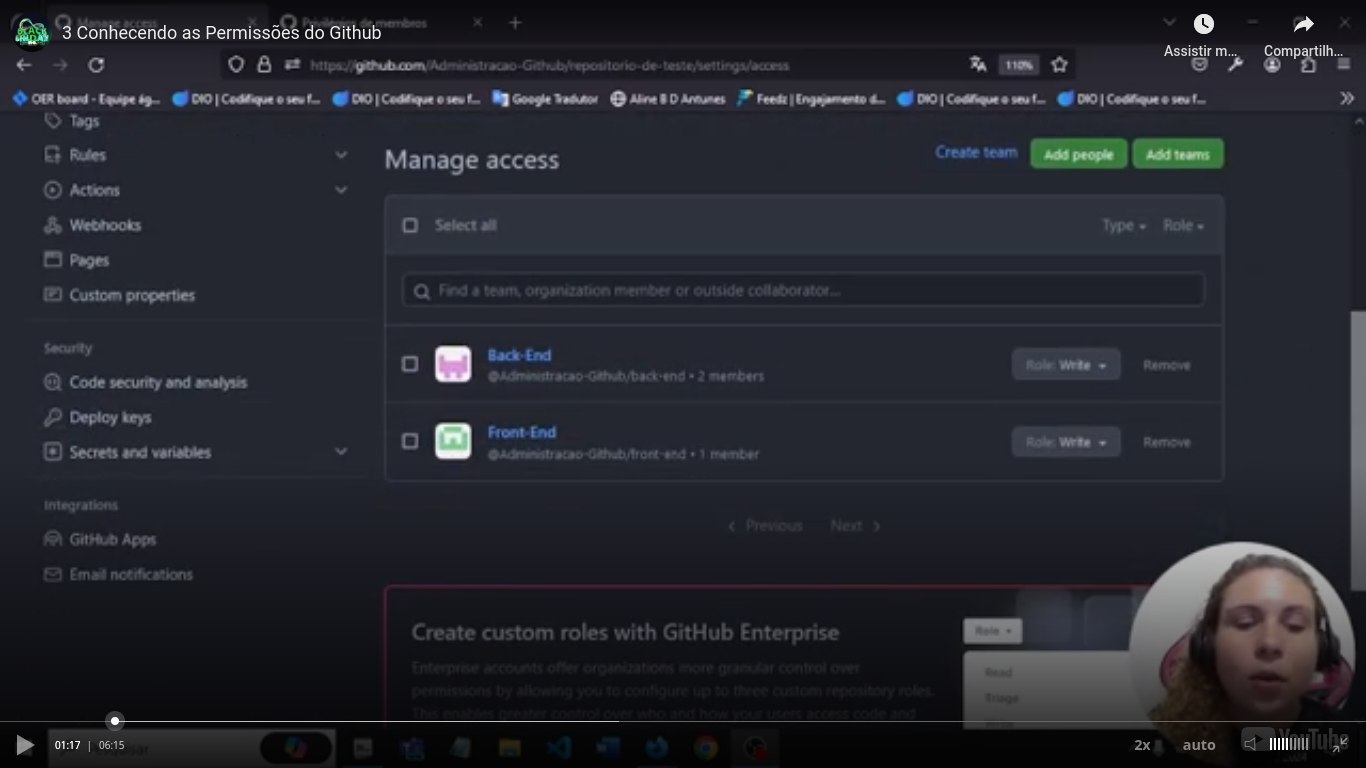 Manage access
Privilégios de membros
3 Conhecendo as Permissões do Github
Assistir m...
Compartilh...
https://github.com/Administracao-Github/repositorio-de-teste/settings/access
110%
OER board - Equipe ág...
DIO | Codifique o seu f...
DIO | Codifique o seu f...
Google Tradutor
Aline B D Antunes
Feedz | Engajamento d...
DIO | Codifique o seu f...
DIO | Codifique o seu f...
Tags
Rules
Actions
Webhooks
Pages
Custom properties
Security
Code security and analysis
Deploy keys
Secrets and variables
Integrations
GitHub Apps
Email notifications
Manage access
Create team
Add people
Add teams
Select all
Type
Role
Find a team, organization member or outside collaborator...
Back-End
@Administracao-Github/back-end • 2 members
Role: Write
Remove
Front-End
@Administracao-Github/front-end • 1 member
Role: Write
Remove
Previous
Next
Create custom roles with GitHub Enterprise
Enterprise accounts offer organizations more granular control over
permissions by allowing you to configure up to three custom repository roles.
This enables greater control over who and how your users access code and
Role
Read
Triage
01:17 | 06:15
2x
auto
YouTube